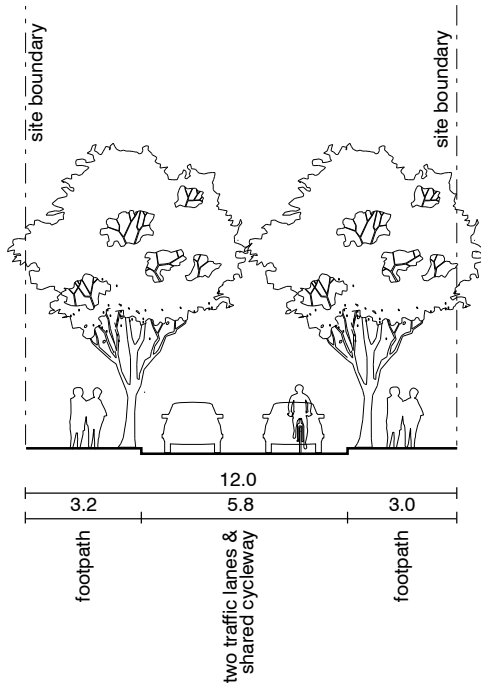 site boundary
site boundary
12.0
3.2
5.8
3.0
footpath
two traffic lanes &
shared cycleway
footpath